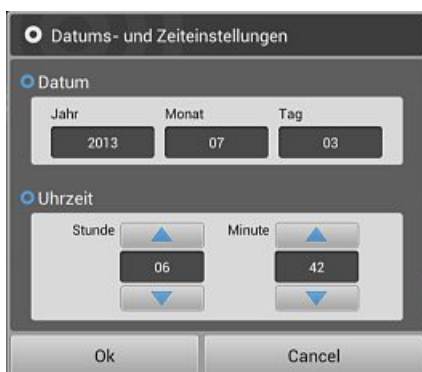 Datums- und Zeiteinstellungen
Datum
Jahr Monat Tag
2013 07 03
Uhrzeit
Stunde Minute
06 42
Ok Cancel